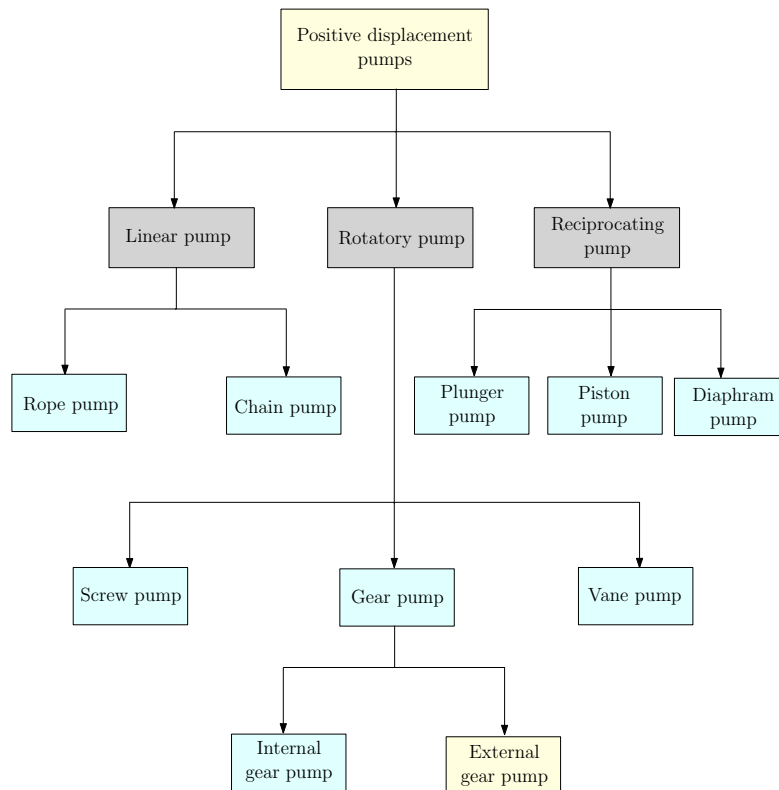 Positive displacement
pumps
Linear pump
Rotatory pump
Reciprocating
pump
Rope pump
Chain pump
Plunger
pump
Piston
pump
Diaphram
pump
Screw pump
Gear pump
Vane pump
Internal
gear pump
External
gear pump